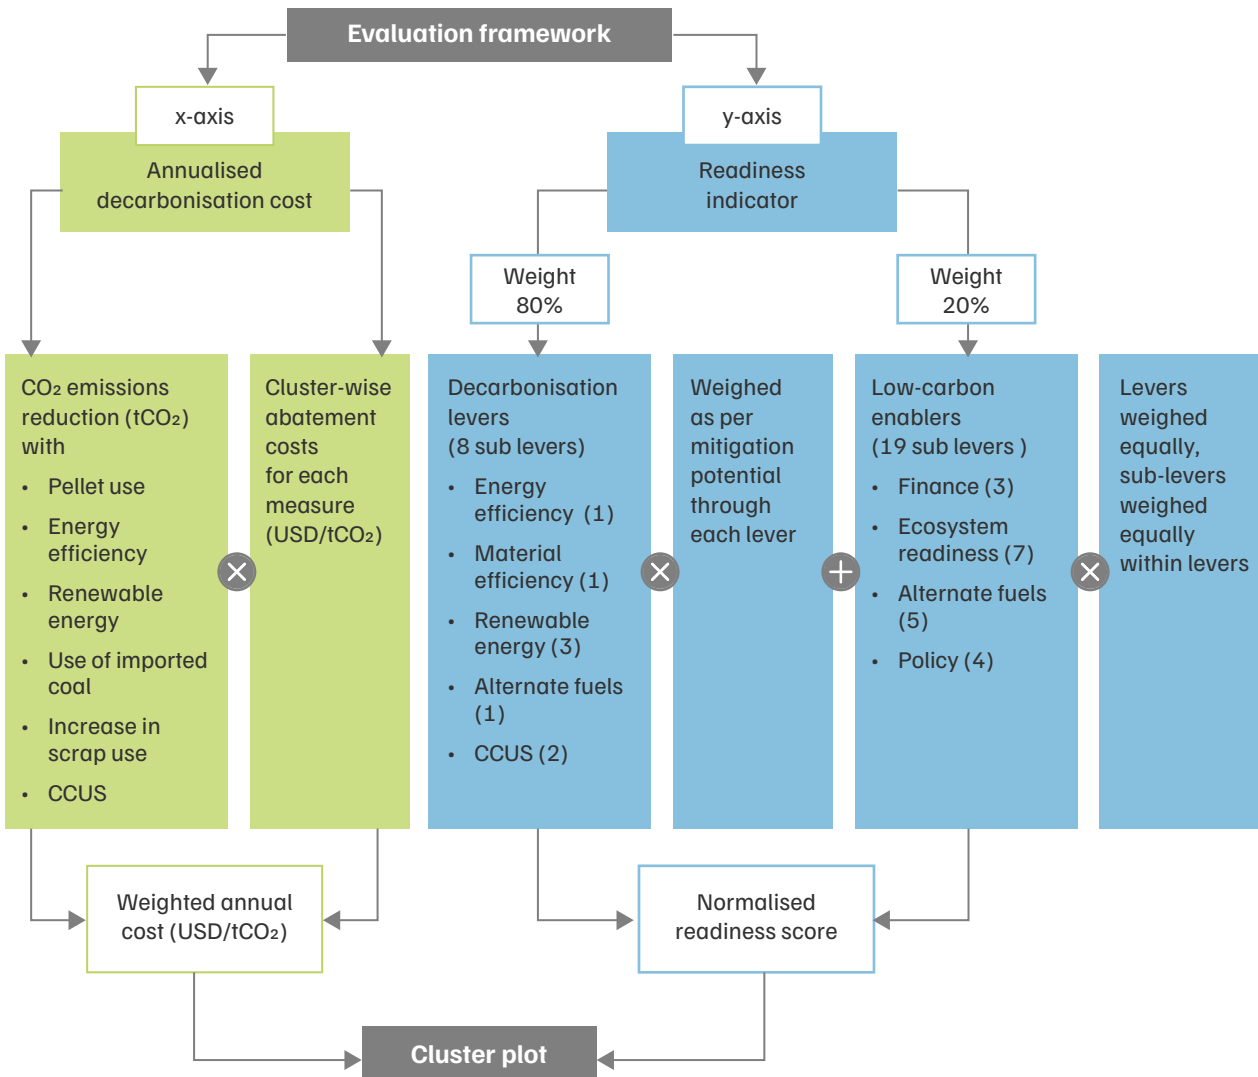 Evaluation framework
x-axis
y-axis
Annualised
decarbonisation cost
Readiness
indicator
Weight
80%
Weight
20%
CO₂ emissions
reduction (tCO₂)
with
• Pellet use
• Energy
efficiency
• Renewable
energy
• Use of imported
coal
• Increase in
scrap use
• CCUS
×
Cluster-wise
abatement
costs
for each
measure
(USD/tCO₂)
Decarbonisation
levers
(8 sub levers)
• Energy
efficiency (1)
• Material
efficiency (1)
• Renewable
energy (3)
• Alternate fuels
(1)
• CCUS (2)
×
Weighed
as per
mitigation
potential
through
each lever
+
Low-carbon
enablers
(19 sub levers )
• Finance (3)
• Ecosystem
readiness (7)
• Alternate fuels
(5)
• Policy (4)
×
Levers
weighed
equally,
sub-levers
weighed
equally
within levers
Weighted annual
cost (USD/tCO₂)
Normalised
readiness score
Cluster plot